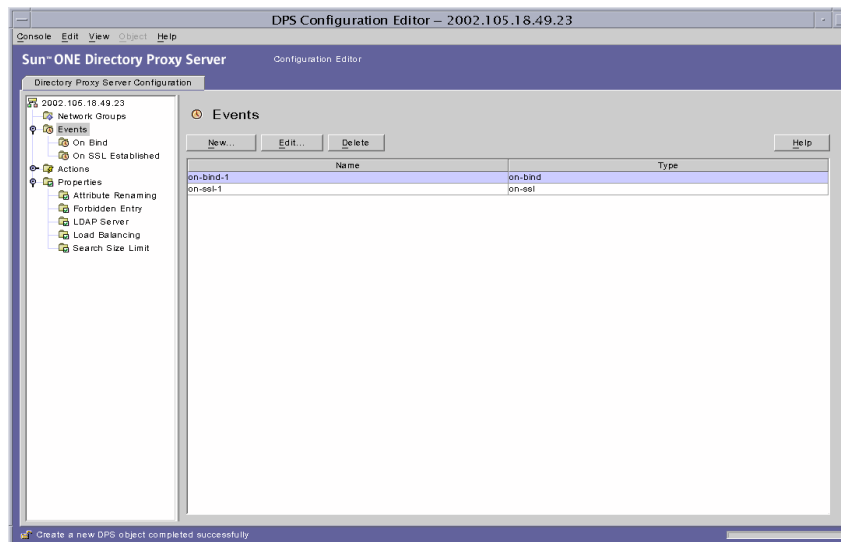 DPS Configuration Editor – 2002.105.18.49.23
Console Edit View Object Help
Sun™ ONE Directory Proxy Server Configuration Editor
Directory Proxy Server Configuration
2002.105.18.49.23
Network Groups
Events
On Bind
On SSL Established
Actions
Properties
Attribute Renaming
Forbidden Entry
LDAP Server
Load Balancing
Search Size Limit
Events
New... Edit... Delete Help
Name Type
on-bind-1 on-bind
on-ssl-1 on-ssl
Create a new DPS object completed successfully